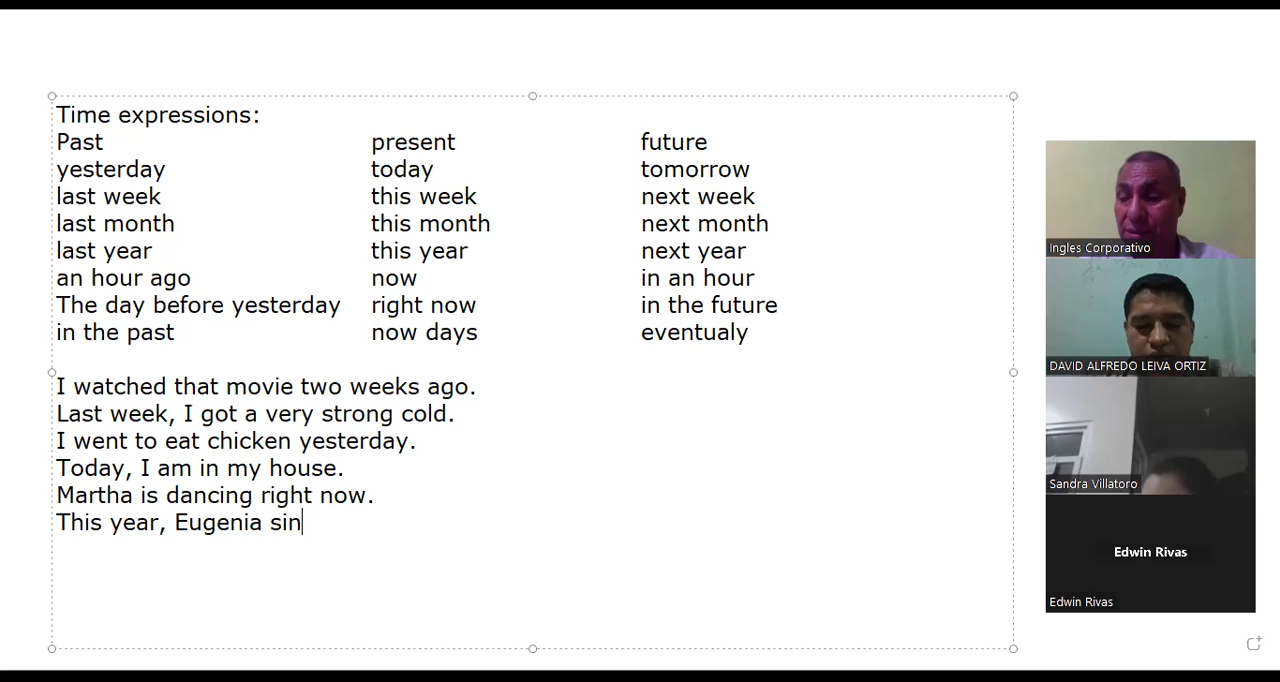 Time expressions:
Past present future
yesterday today tomorrow
last week this week next week
last month this month next month
last year this year next year
an hour ago now in an hour
The day before yesterday right now in the future
in the past now days eventualy
I watched that movie two weeks ago.
Last week, I got a very strong cold.
I went to eat chicken yesterday.
Today, I am in my house.
Martha is dancing right now.
This year, Eugenia sin
Ingles Corporativo
DAVID ALFREDO LEIVA ORTIZ
Sandra Villatoro
Edwin Rivas
Edwin Rivas